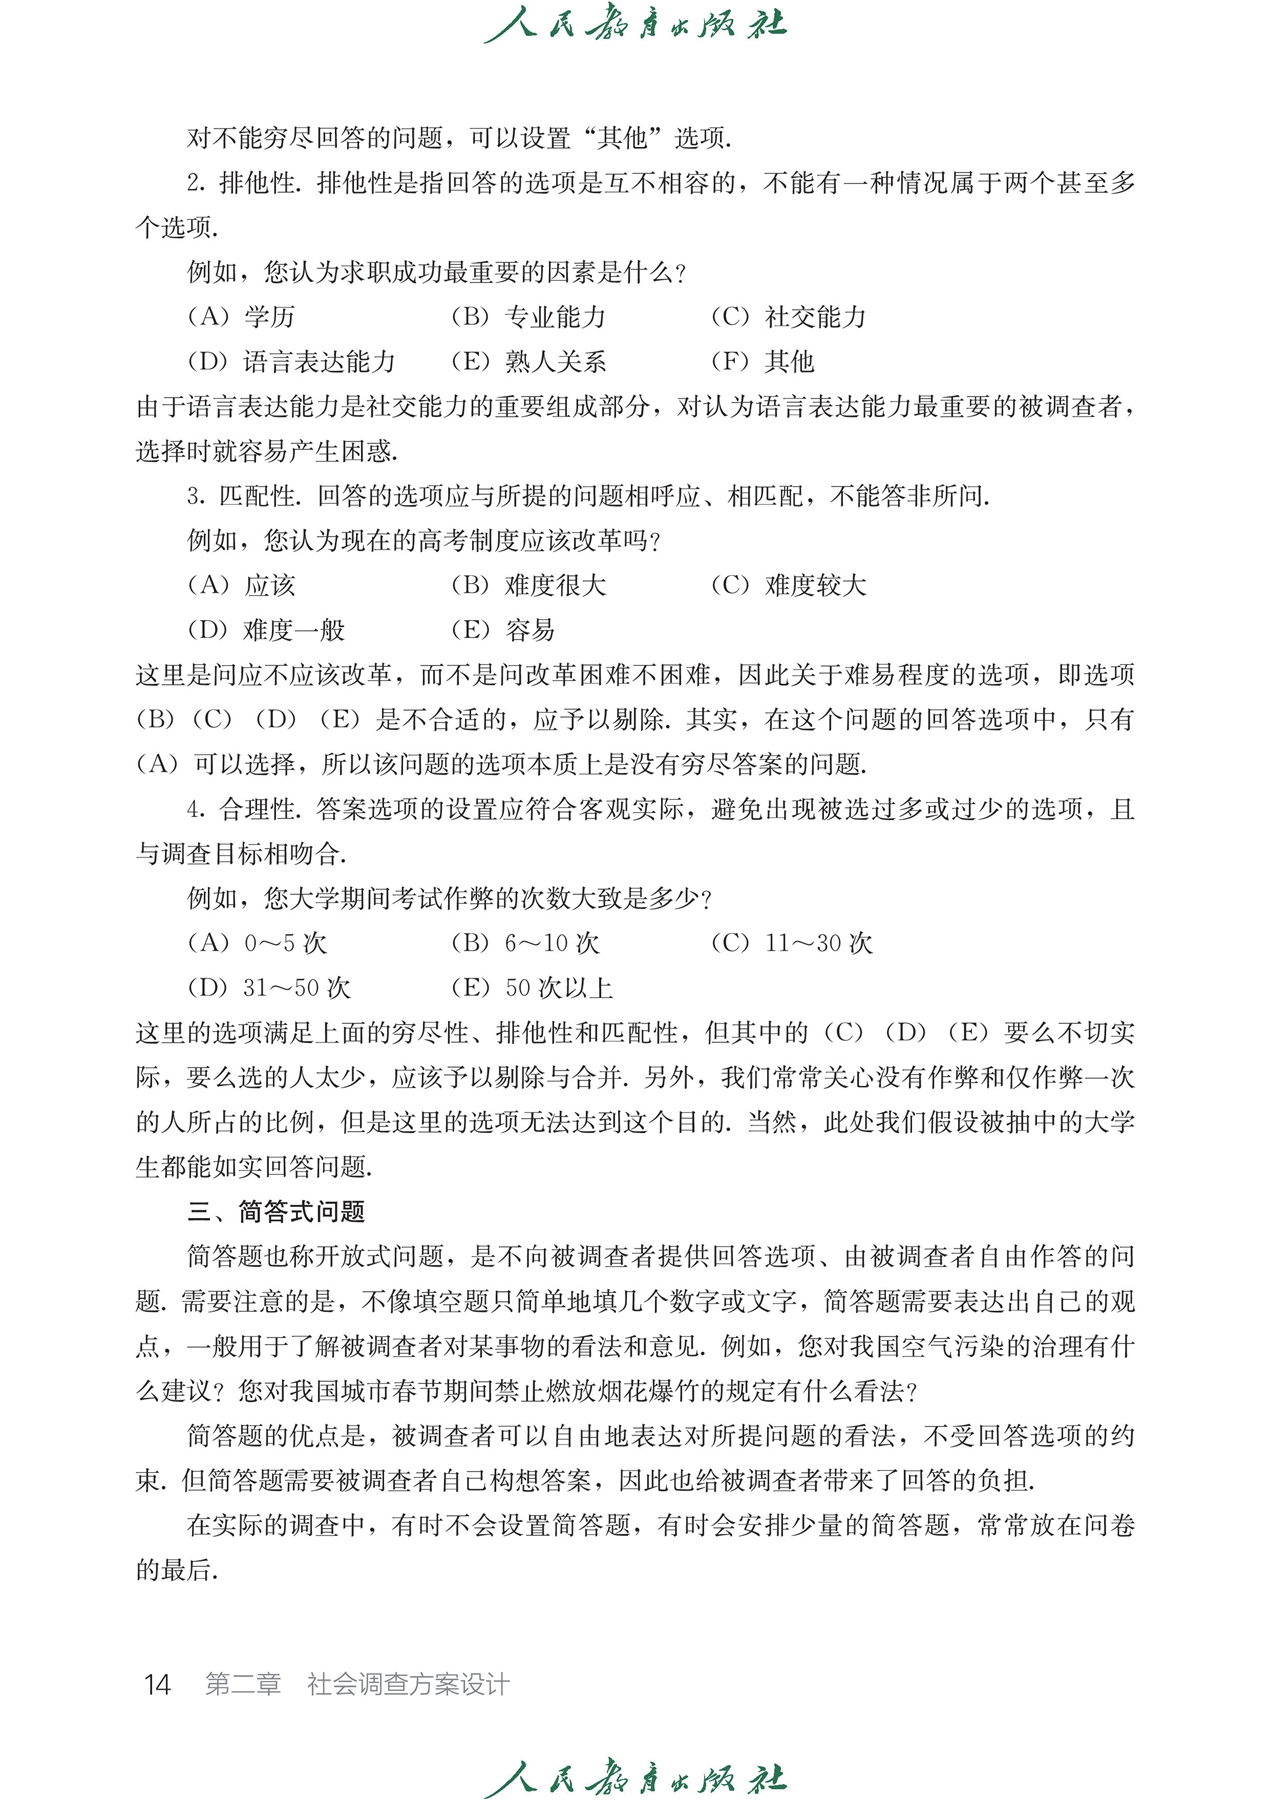 人民教育出版社
对不能穷尽回答的问题，可以设置“其他”选项.
2. 排他性. 排他性是指回答的选项是互不相容的，不能有一种情况属于两个甚至多
个选项.
例如，您认为求职成功最重要的因素是什么？
（A）学历 （B）专业能力 （C）社交能力
（D）语言表达能力 （E）熟人关系 （F）其他
由于语言表达能力是社交能力的重要组成部分，对认为语言表达能力最重要的被调查者，
选择时就容易产生困惑.
3. 匹配性. 回答的选项应与所提的问题相呼应、相匹配，不能答非所问.
例如，您认为现在的高考制度应该改革吗？
（A）应该 （B）难度很大 （C）难度较大
（D）难度一般 （E）容易
这里是问应不应该改革，而不是问改革困难不困难，因此关于难易程度的选项，即选项
（B）（C）（D）（E）是不合适的，应予以剔除. 其实，在这个问题的回答选项中，只有
（A）可以选择，所以该问题的选项本质上是没有穷尽答案的问题.
4. 合理性. 答案选项的设置应符合客观实际，避免出现被选过多或过少的选项，且
与调查目标相吻合.
例如，您大学期间考试作弊的次数大致是多少？
（A）0～5 次 （B）6～10 次 （C）11～30 次
（D）31～50 次 （E）50 次以上
这里的选项满足上面的穷尽性、排他性和匹配性，但其中的（C）（D）（E）要么不切实
际，要么选的人太少，应该予以剔除与合并. 另外，我们常常关心没有作弊和仅作弊一次
的人所占的比例，但是这里的选项无法达到这个目的. 当然，此处我们假设被抽中的大学
生都能如实回答问题.
三、简答式问题
简答题也称开放式问题，是不向被调查者提供回答选项、由被调查者自由作答的问
题. 需要注意的是，不像填空题只简单地填几个数字或文字，简答题需要表达出自己的观
点，一般用于了解被调查者对某事物的看法和意见. 例如，您对我国空气污染的治理有什
么建议？您对我国城市春节期间禁止燃放烟花爆竹的规定有什么看法？
简答题的优点是，被调查者可以自由地表达对所提问题的看法，不受回答选项的约
束. 但简答题需要被调查者自己构想答案，因此也给被调查者带来了回答的负担.
在实际的调查中，有时不会设置简答题，有时会安排少量的简答题，常常放在问卷
的最后.
14 第二章 社会调查方案设计
人民教育出版社